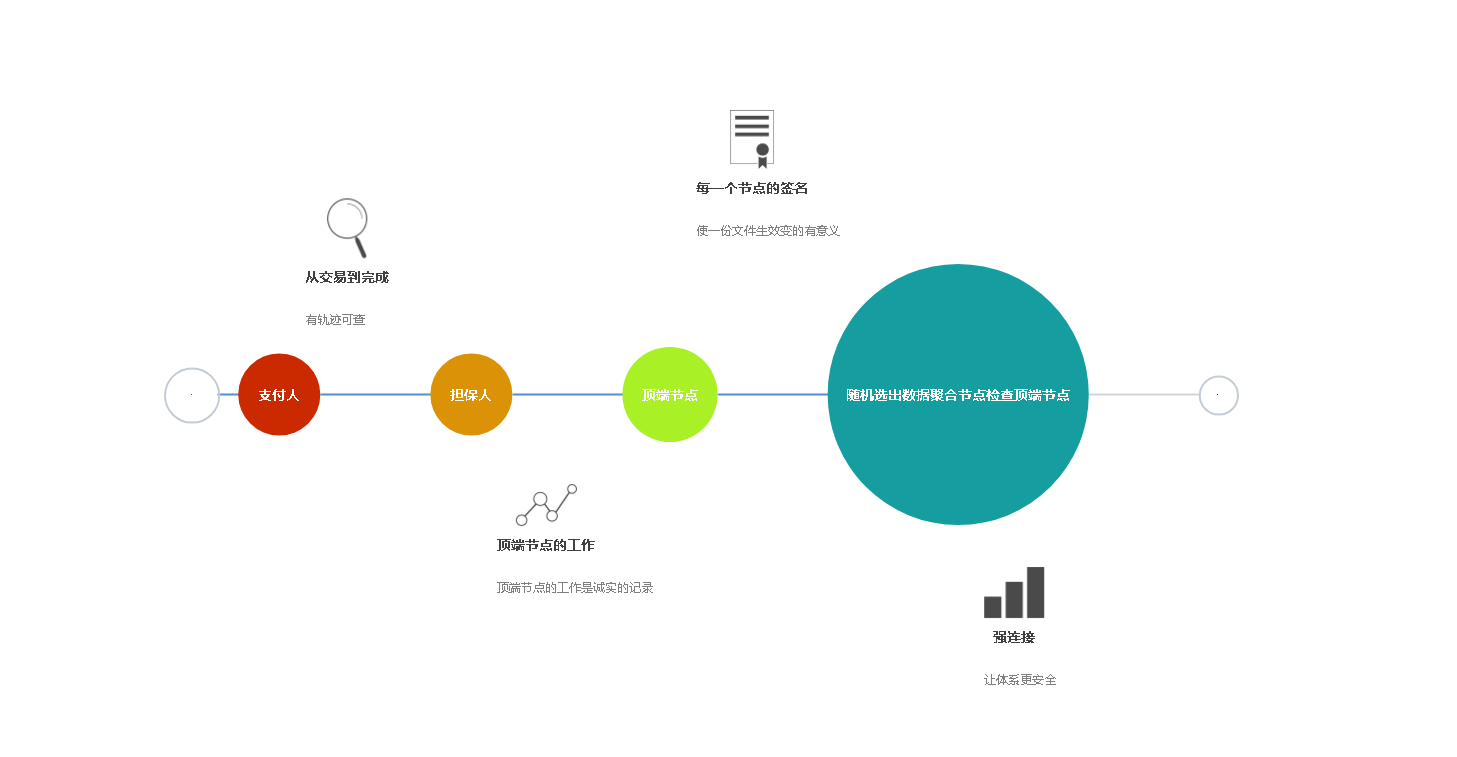 每一个节点的签名
使一份文件生效变的有意义
从交易到完成
有轨迹可查
支付人
担保人
顶端节点
随机选出数据聚合节点检查顶端节点
顶端节点的工作
顶端节点的工作是诚实的记录
强连接
让体系更安全